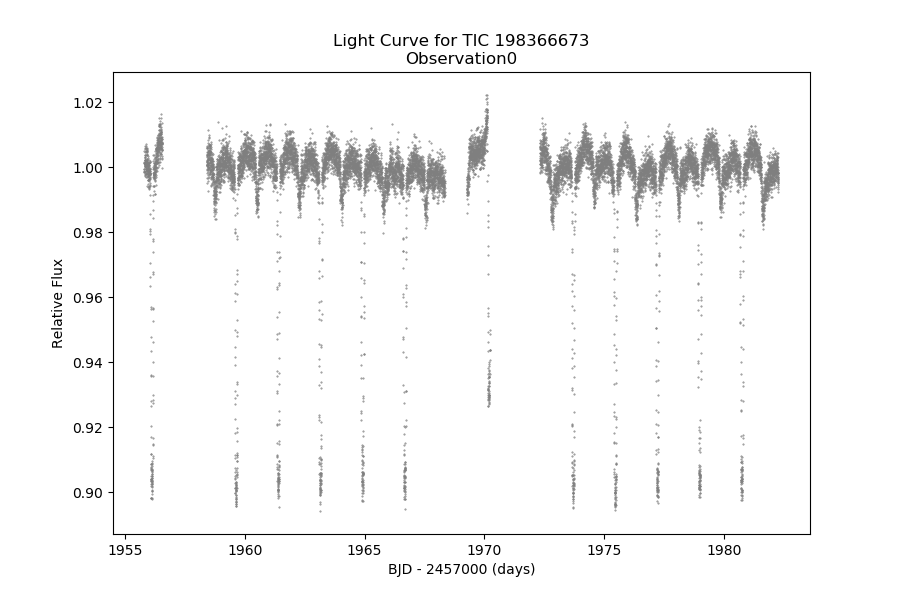 Light Curve for TIC 198366673
Observation0
1.02
1.00
0.98
0.96
0.94
0.92
0.90
Relative Flux
1955 1960 1965 1970 1975 1980
BJD - 2457000 (days)